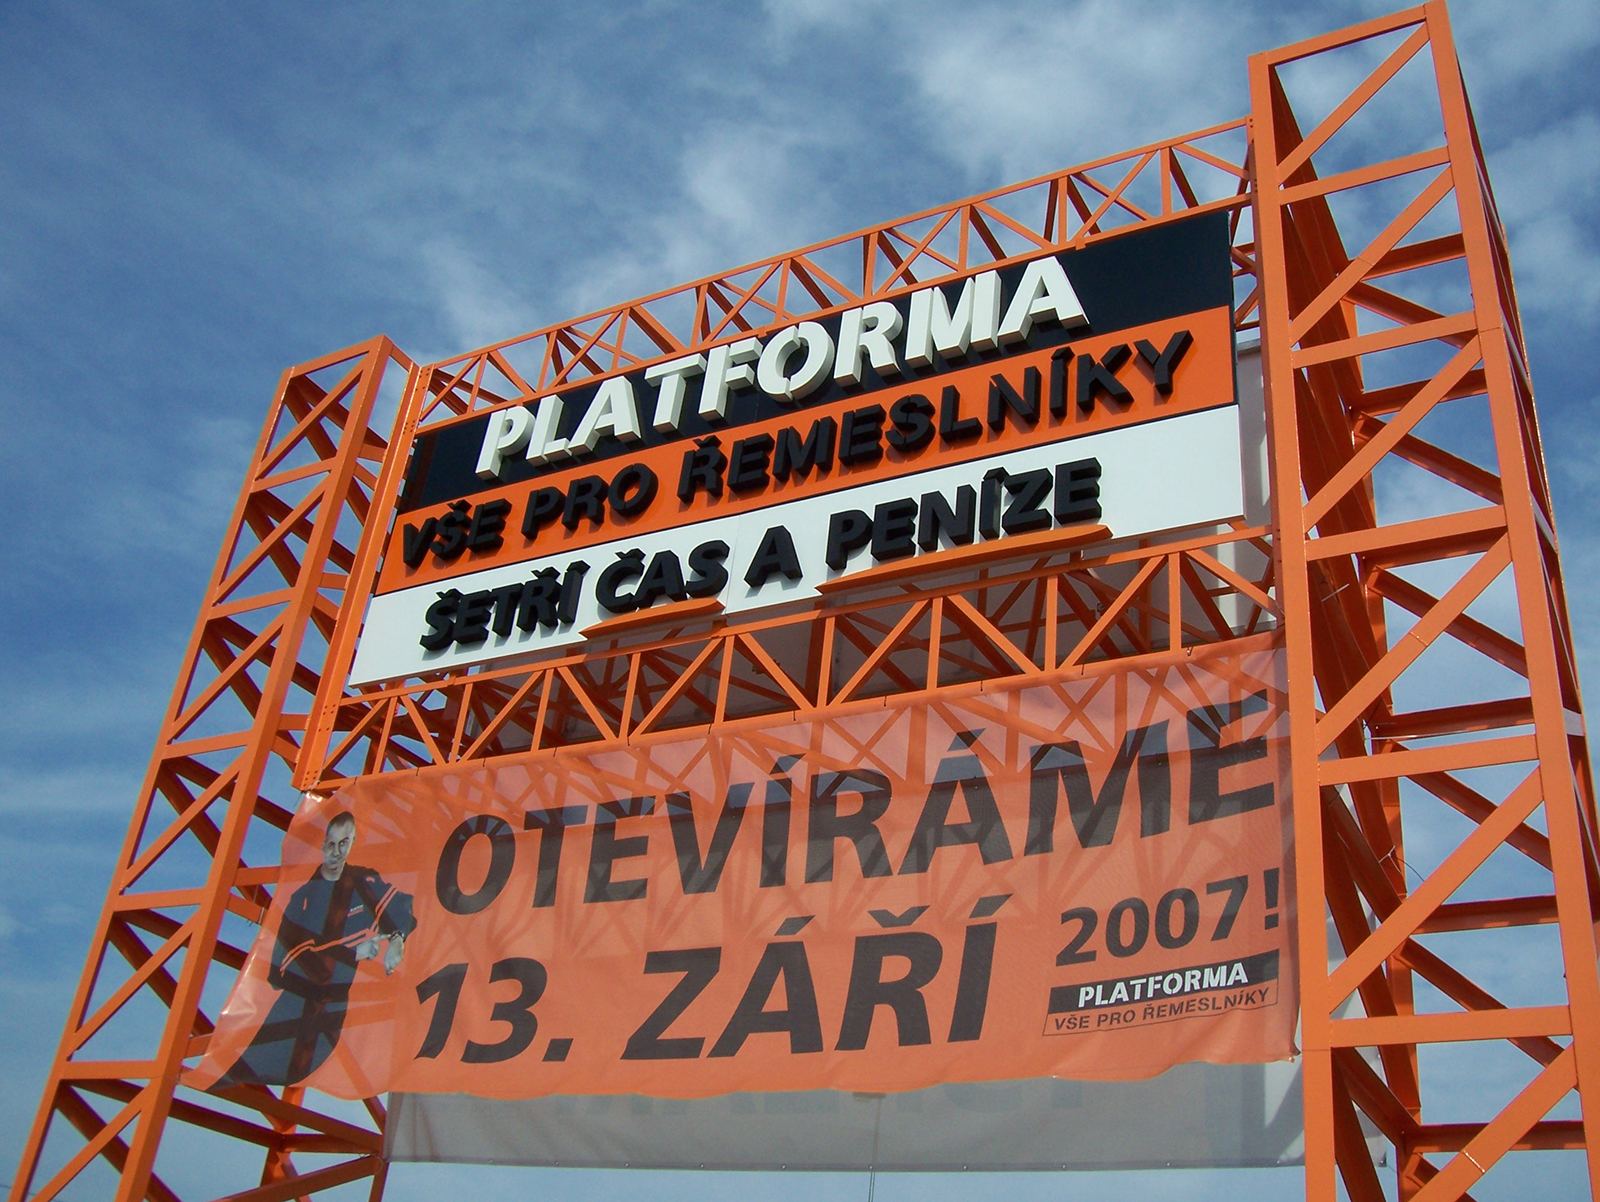 PLATFORMA
VŠE PRO ŘEMESLNÍKY
ŠETŘÍ ČAS A PENÍZE
OTEVÍRÁME
13. ZÁŘÍ 2007!
PLATFORMA
VŠE PRO ŘEMESLNÍKY